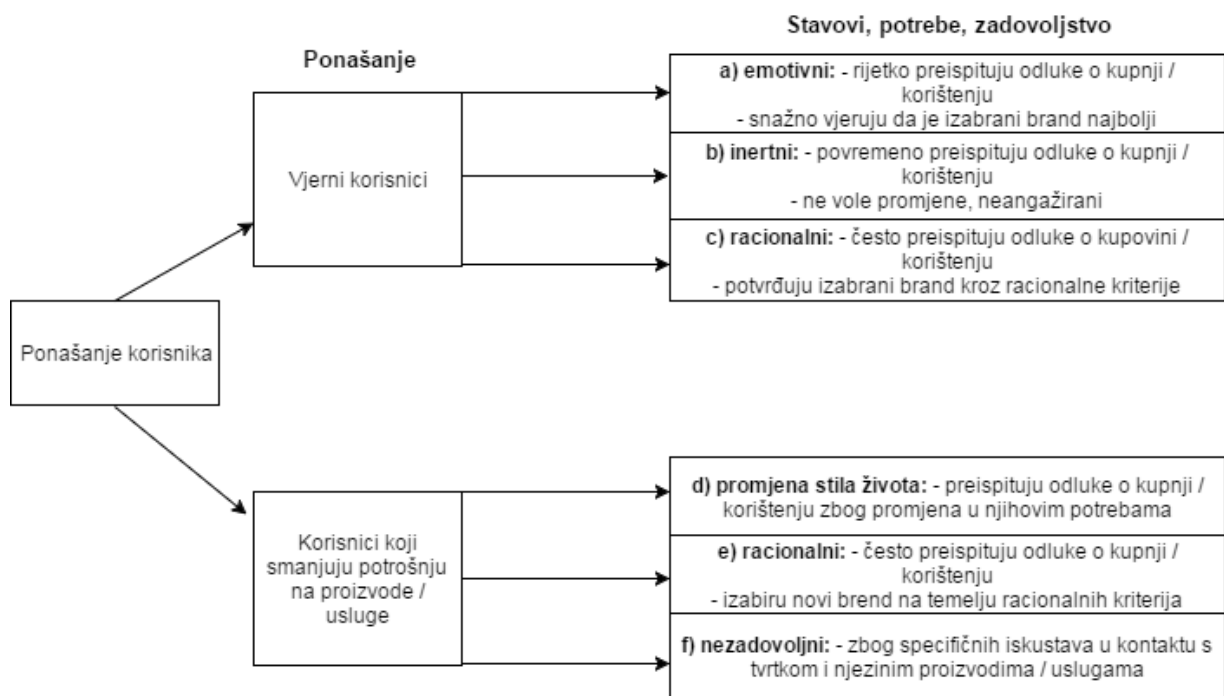 Stavovi, potrebe, zadovoljstvo
Ponašanje
a) emotivni: - rijetko preispituju odluke o kupnji /
korištenju
- snažno vjeruju da je izabrani brand najbolji
Vjerni korisnici
b) inertni: - povremeno preispituju odluke o kupnji /
korištenju
- ne vole promjene, neangažirani
c) racionalni: - često preispituju odluke o kupovini /
korištenju
- potvrđuju izabrani brand kroz racionalne kriterije
Ponašanje korisnika
Korisnici koji
smanjuju potrošnju
na proizvode /
usluge
d) promjena stila života: - preispituju odluke o kupnji /
korištenju zbog promjena u njihovim potrebama
e) racionalni: - često preispituju odluke o kupnji /
korištenju
- izabiru novi brend na temelju racionalnih kriterija
f) nezadovoljni: - zbog specifičnih iskustava u kontaktu s
tvrtkom i njezinim proizvodima / uslugama